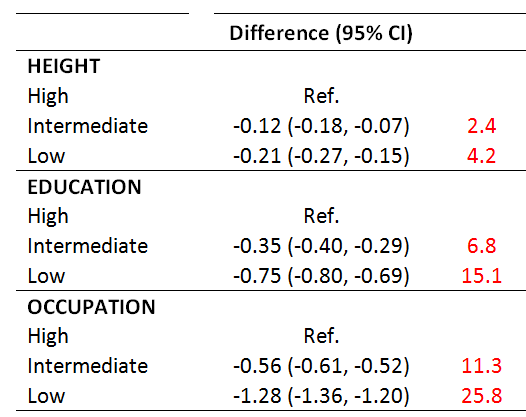 Difference (95% CI)
HEIGHT
High Ref.
Intermediate -0.12 (-0.18, -0.07) 2.4
Low -0.21 (-0.27, -0.15) 4.2
EDUCATION
High Ref.
Intermediate -0.35 (-0.40, -0.29) 6.8
Low -0.75 (-0.80, -0.69) 15.1
OCCUPATION
High Ref.
Intermediate -0.56 (-0.61, -0.52) 11.3
Low -1.28 (-1.36, -1.20) 25.8